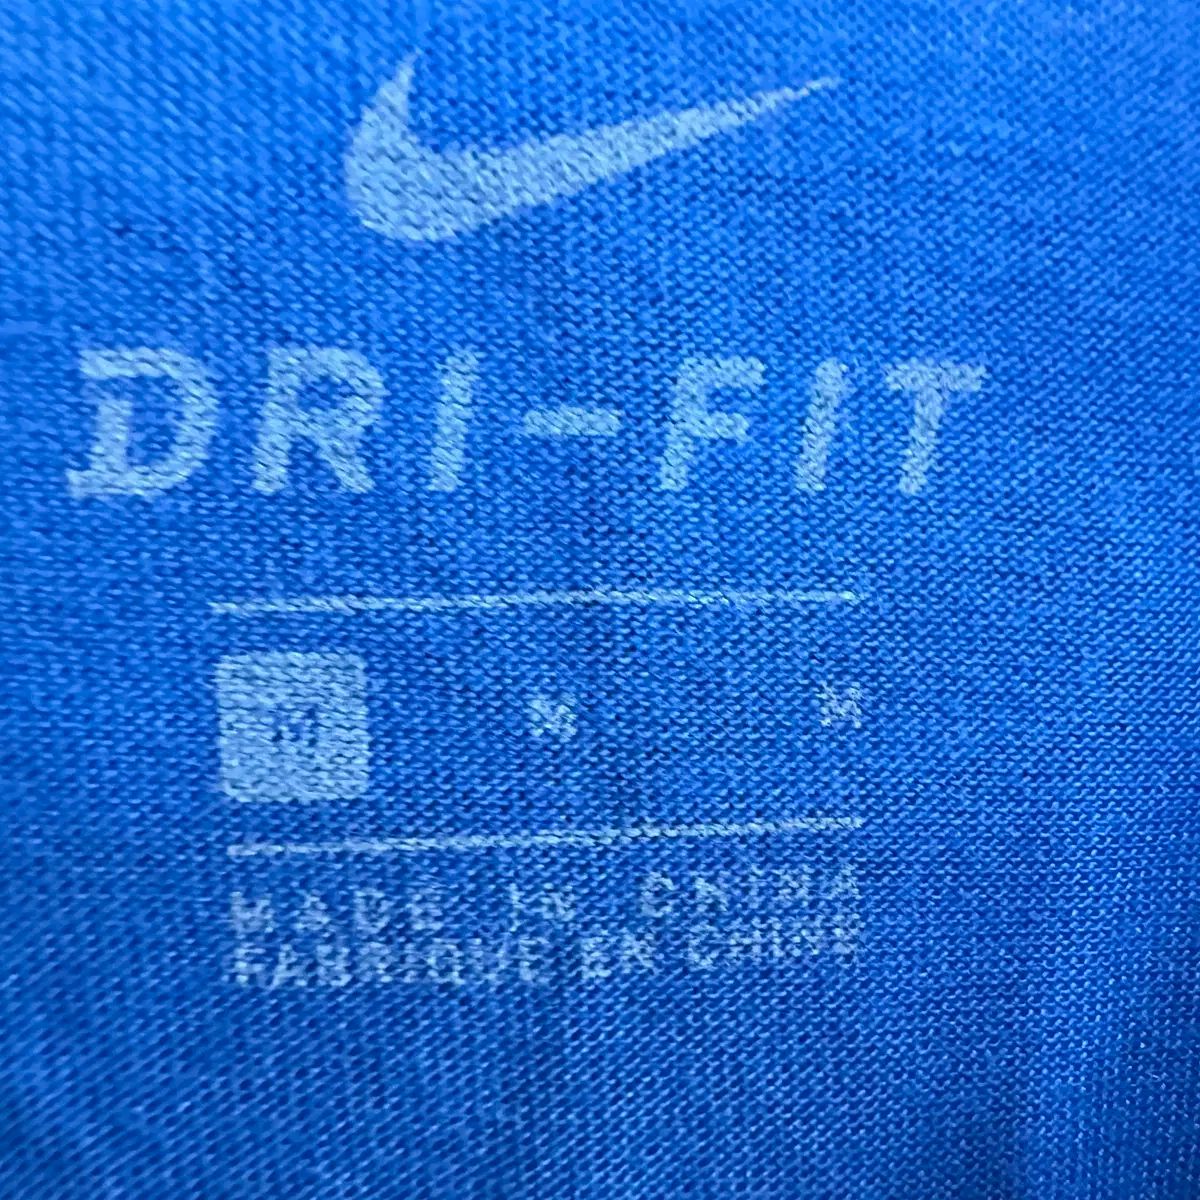 DRI-FIT
M M M
MADE IN CHINA
FABRIQUE EN CHINE